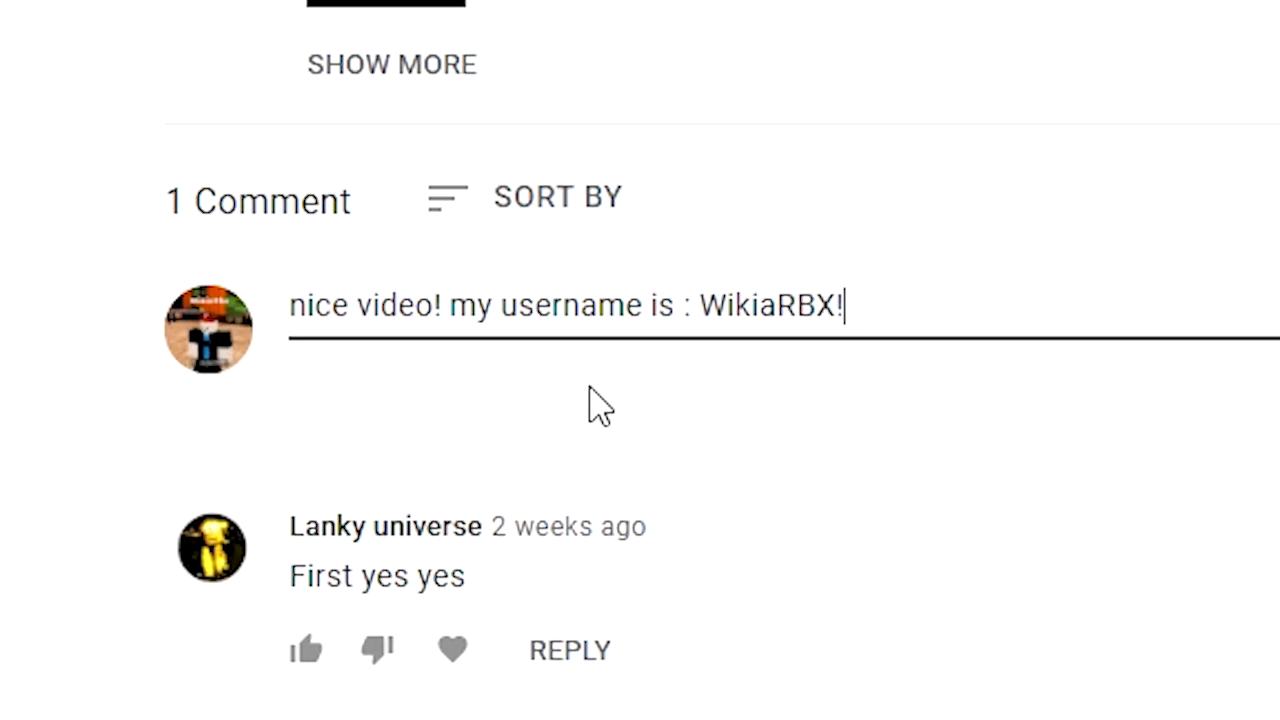 SHOW MORE
1 Comment
SORT BY
nice video! my username is : WikiaRBX!
Lanky universe 2 weeks ago
First yes yes
REPLY